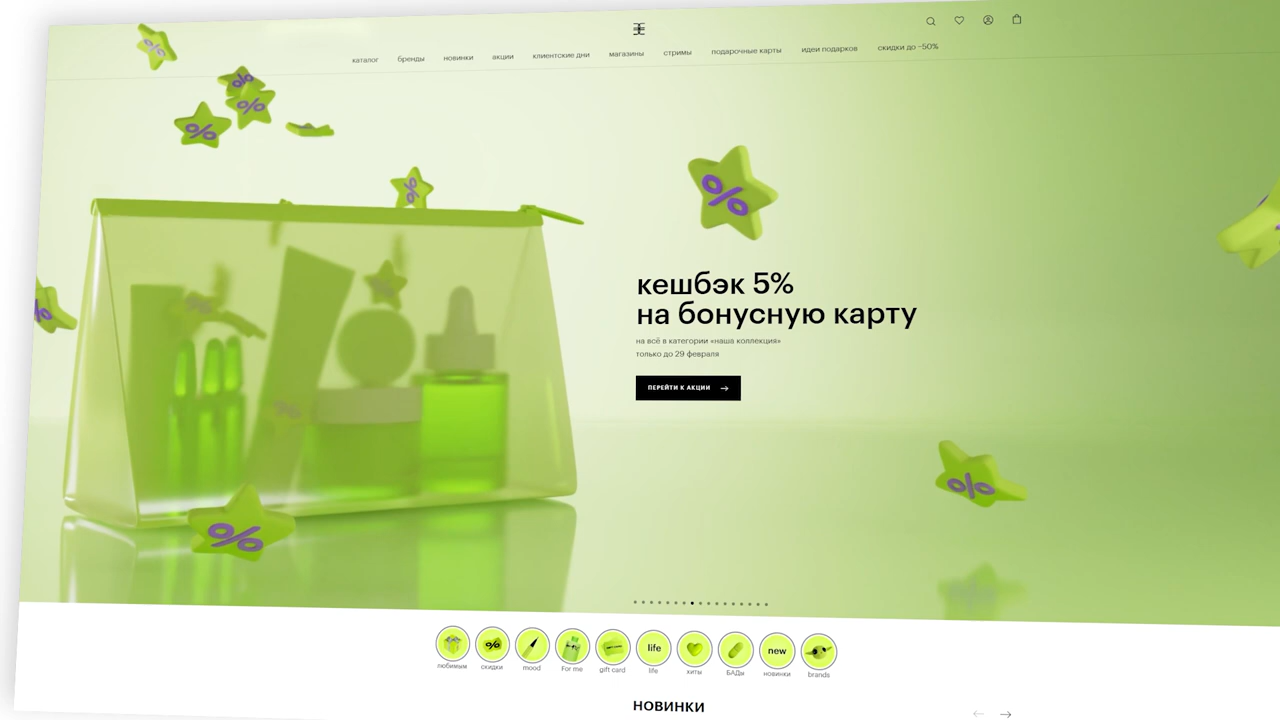 каталог бренды новинки акции клиентские дни магазины стримы подарочные карты идеи подарков скидки до −50%
%
%
%
%
%
%
%
кешбэк 5%
на бонусную карту
на всё в категории «наша коллекция»
только до 29 февраля
ПЕРЕЙТИ К АКЦИИ →
%
%
% life new
любимым скидки mood For me gift card life хиты БАДы новинки brands
НОВИНКИ ← →